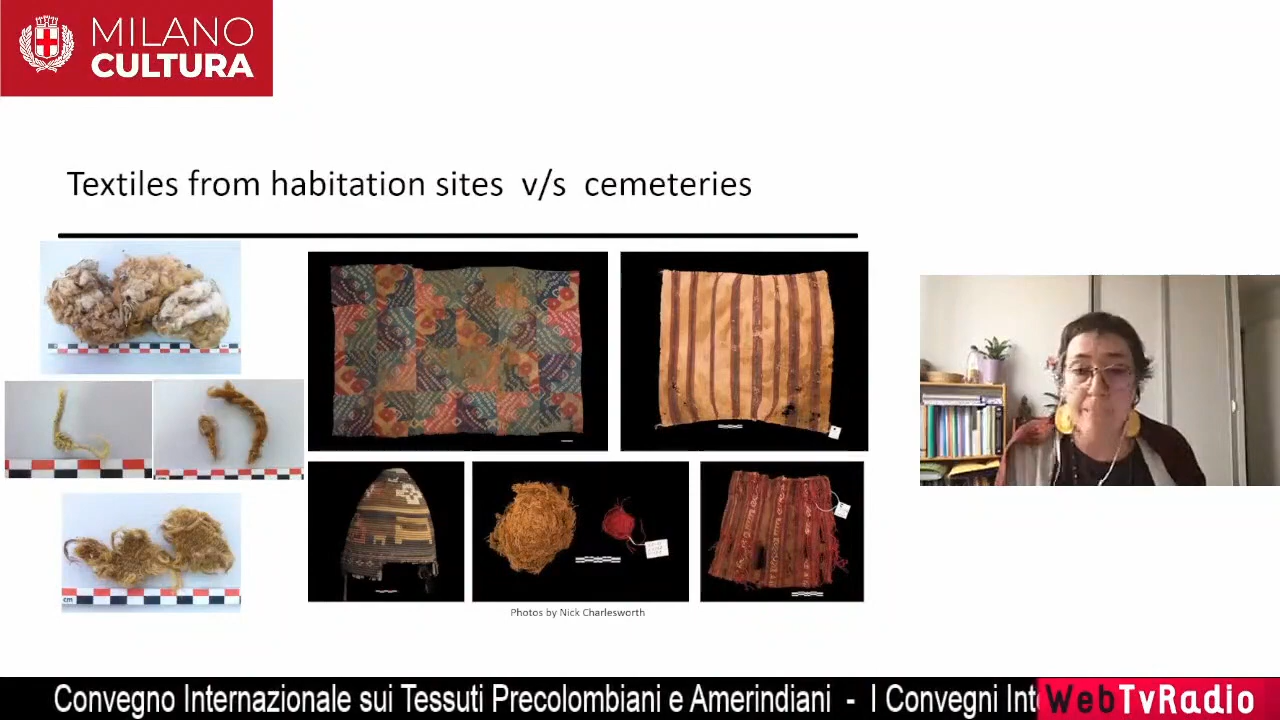 MILANO
CULTURA
Textiles from habitation sites v/s cemeteries
cm
Photos by Nick Charlesworth
Convegno Internazionale sui Tessuti Precolombiani e Amerindiani - I Convegni Int
WebTvRadio